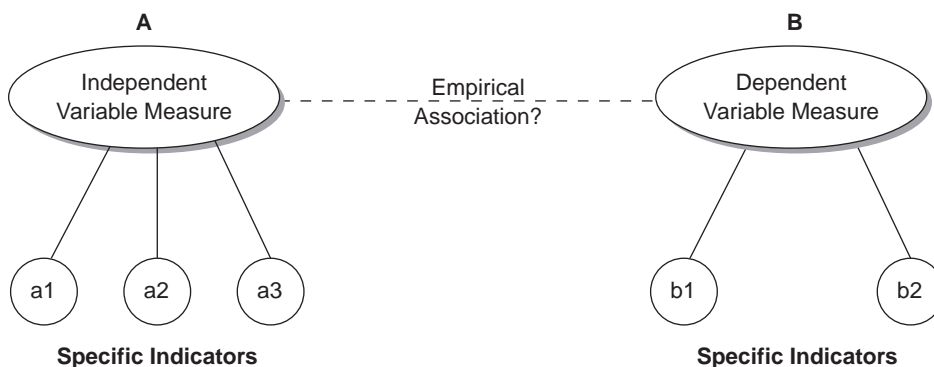 A
Independent
Variable Measure
Empirical
Association?
B
Dependent
Variable Measure
a1
a2
a3
b1
b2
Specific Indicators
Specific Indicators